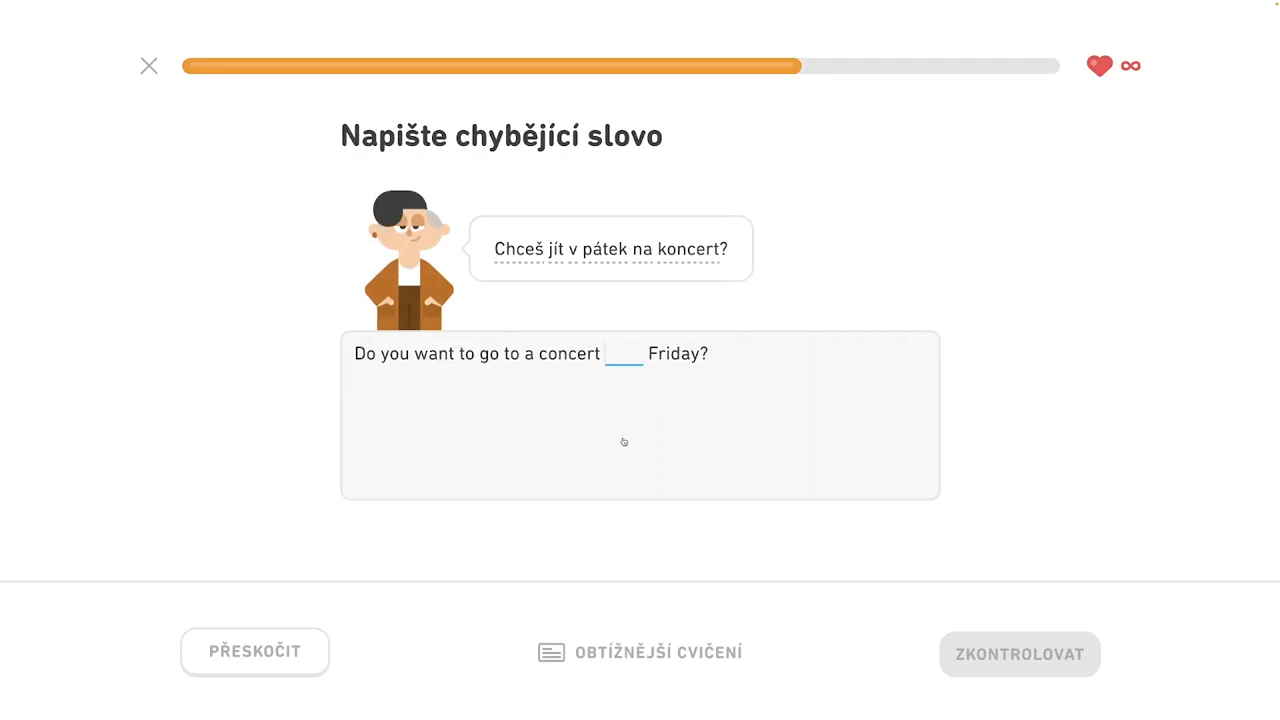 ∞
Napište chybějící slovo
Chceš jít v pátek na koncert?
Do you want to go to a concert ____ Friday?
PŘESKOČIT
OBTÍŽNĚJŠÍ CVIČENÍ
ZKONTROLOVAT